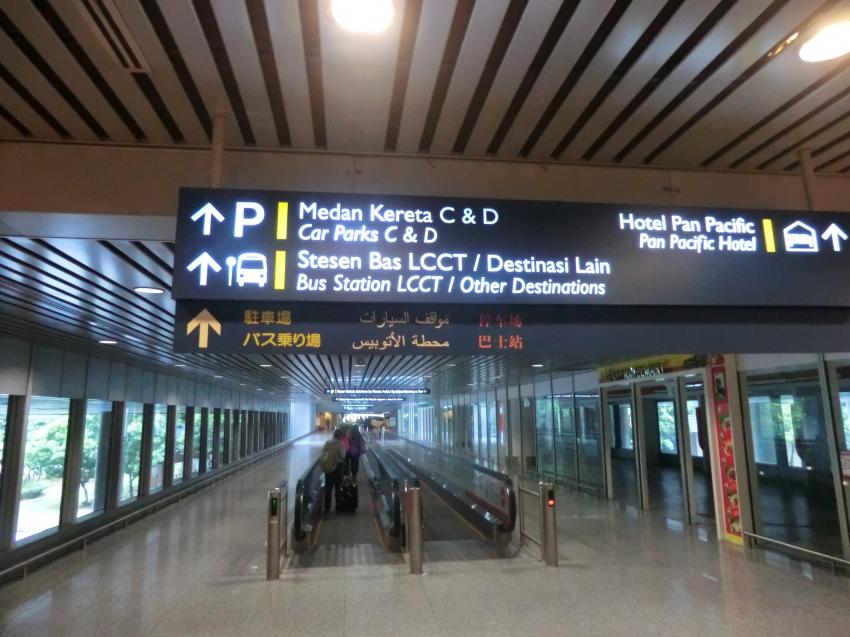 P Medan Kereta C & D
Car Parks C & D
Stesen Bas LCCT / Destinasi Lain
Bus Station LCCT / Other Destinations
Hotel Pan Pacific
Pan Pacific Hotel
駐車場 مواقف السيارات 停车场
バス乗り場 محطة الأتوبيس 巴士站